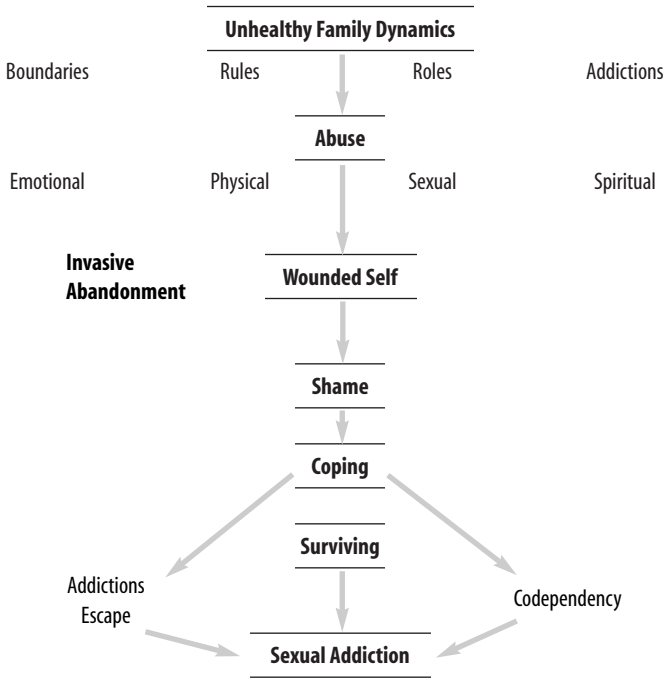 Unhealthy Family Dynamics
Boundaries Rules Roles Addictions
Abuse
Emotional Physical Sexual Spiritual
Invasive
Abandonment
Wounded Self
Shame
Coping
Surviving
Addictions
Escape
Codependency
Sexual Addiction